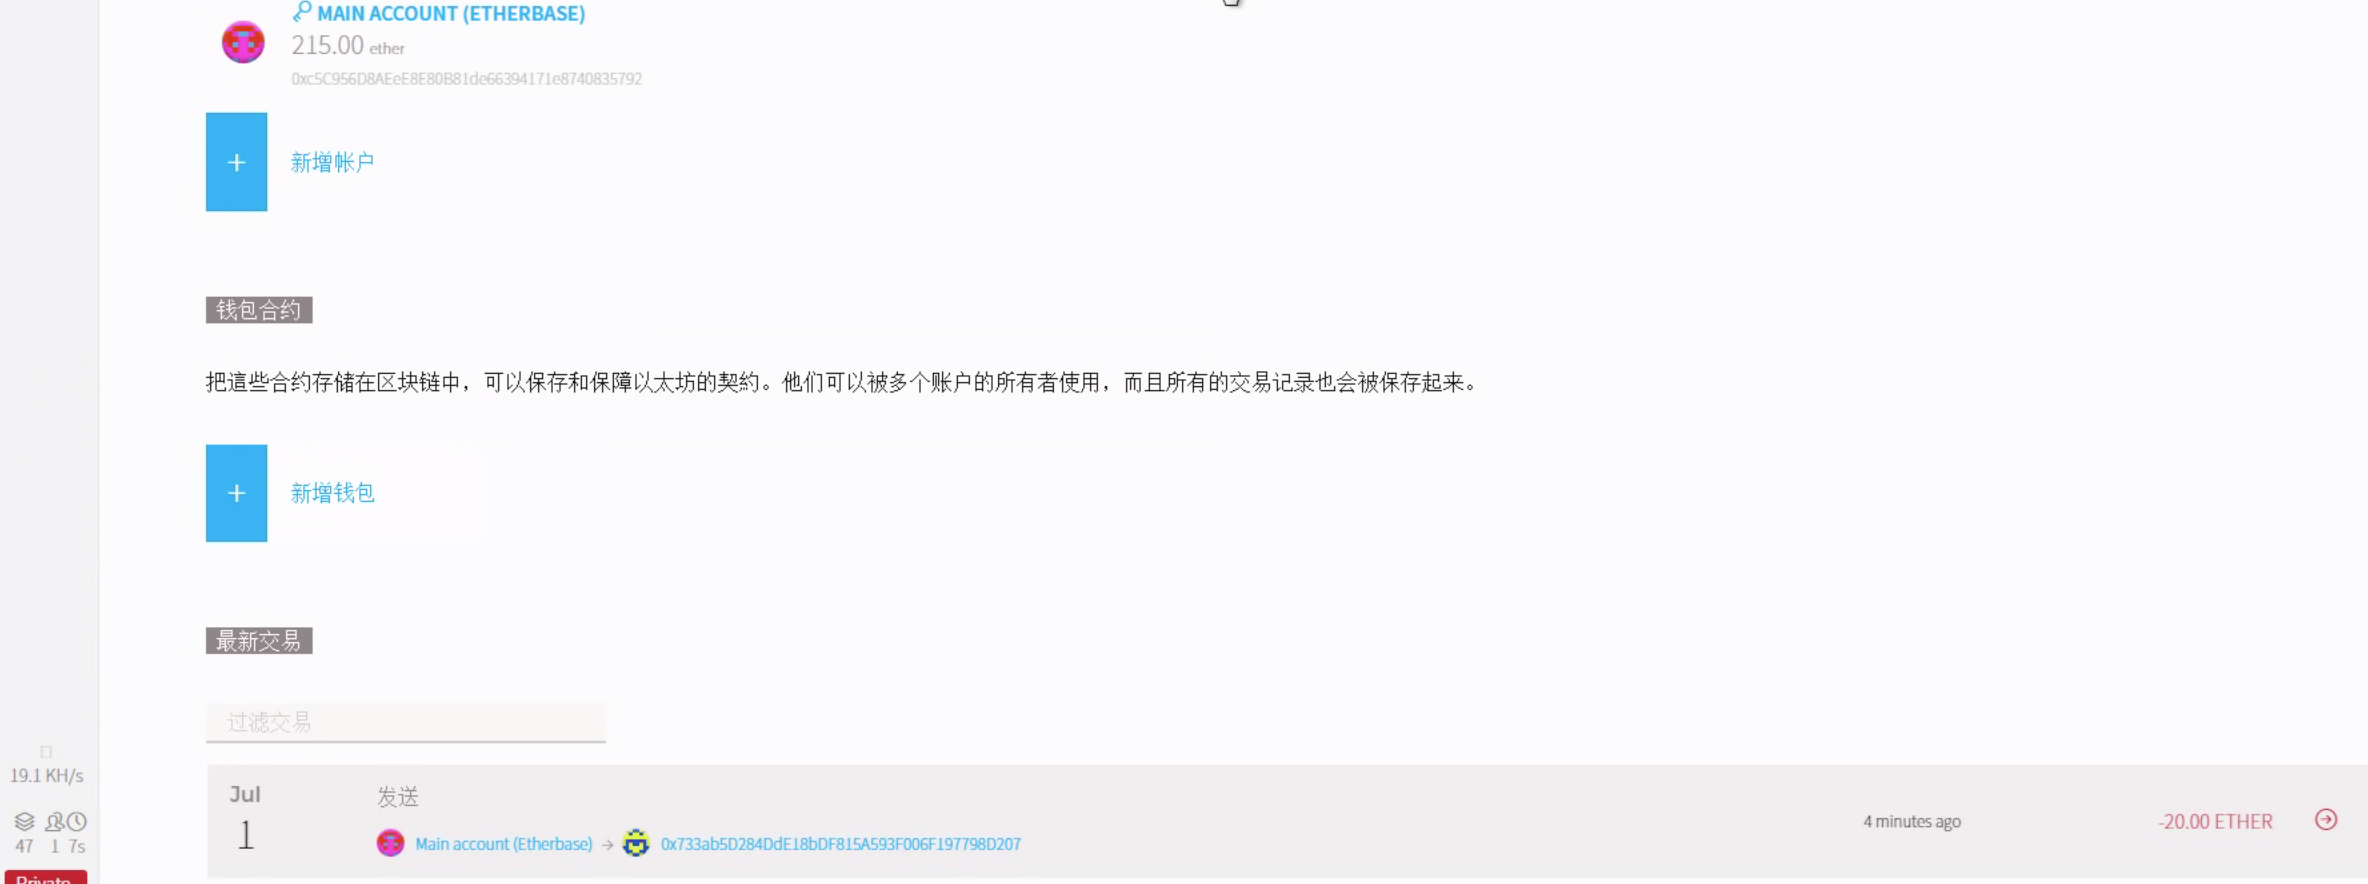 MAIN ACCOUNT (ETHERBASE)
215.00 ether
0xc5C956D8AEeE8E80B81de66394171e8740835792
+ 新增帐户
钱包合约
把這些合约存储在区块链中，可以保存和保障以太坊的契約。他们可以被多个账户的所有者使用，而且所有的交易记录也会被保存起来。
+ 新增钱包
最新交易
过滤交易
19.1 KH/s
47 1 7s
Private
Jul
1
发送
Main account (Etherbase) → 0x733ab5D284DdE18bDF815A593F006F197798D207
4 minutes ago
-20.00 ETHER